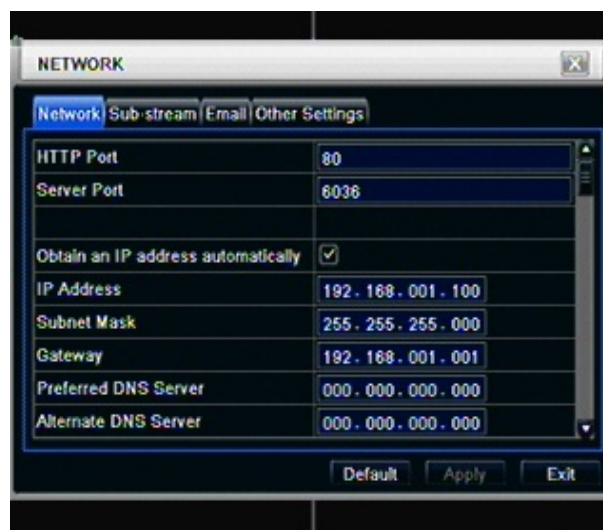 NETWORK
Network Sub-stream Email Other Settings
HTTP Port 80
Server Port 6036
Obtain an IP address automatically
IP Address 192 . 168 . 001 . 100
Subnet Mask 255 . 255 . 255 . 000
Gateway 192 . 168 . 001 . 001
Preferred DNS Server 000 . 000 . 000 . 000
Alternate DNS Server 000 . 000 . 000 . 000
Default Apply Exit